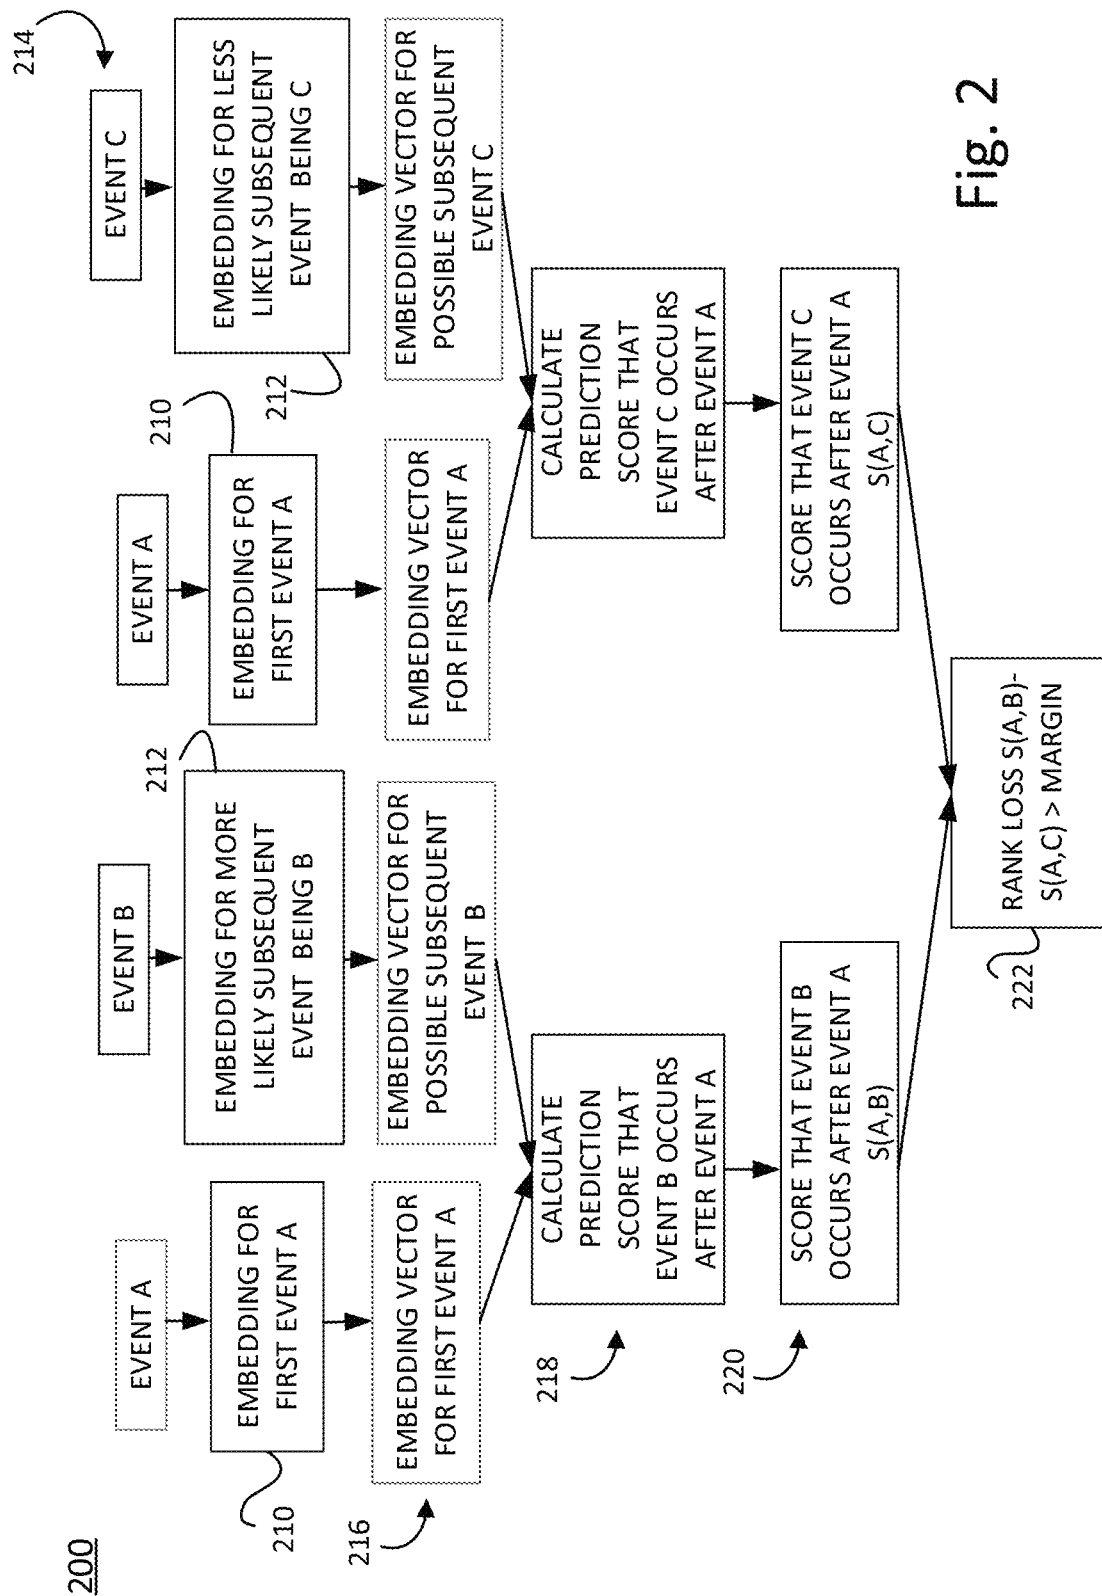 200
214
EVENT A
EVENT B
EVENT A
EVENT C
210
EMBEDDING FOR
FIRST EVENT A
212
EMBEDDING FOR MORE
LIKELY SUBSEQUENT
EVENT BEING B
210
EMBEDDING FOR
FIRST EVENT A
212
EMBEDDING FOR LESS
LIKELY SUBSEQUENT
EVENT BEING C
216
EMBEDDING VECTOR
FOR FIRST EVENT A
EMBEDDING VECTOR FOR
POSSIBLE SUBSEQUENT
EVENT B
EMBEDDING VECTOR
FOR FIRST EVENT A
EMBEDDING VECTOR FOR
POSSIBLE SUBSEQUENT
EVENT C
218
CALCULATE
PREDICTION
SCORE THAT
EVENT B OCCURS
AFTER EVENT A
CALCULATE
PREDICTION
SCORE THAT
EVENT C OCCURS
AFTER EVENT A
220
SCORE THAT EVENT B
OCCURS AFTER EVENT A
S(A,B)
SCORE THAT EVENT C
OCCURS AFTER EVENT A
S(A,C)
222
RANK LOSS S(A,B)-
S(A,C) > MARGIN
Fig. 2